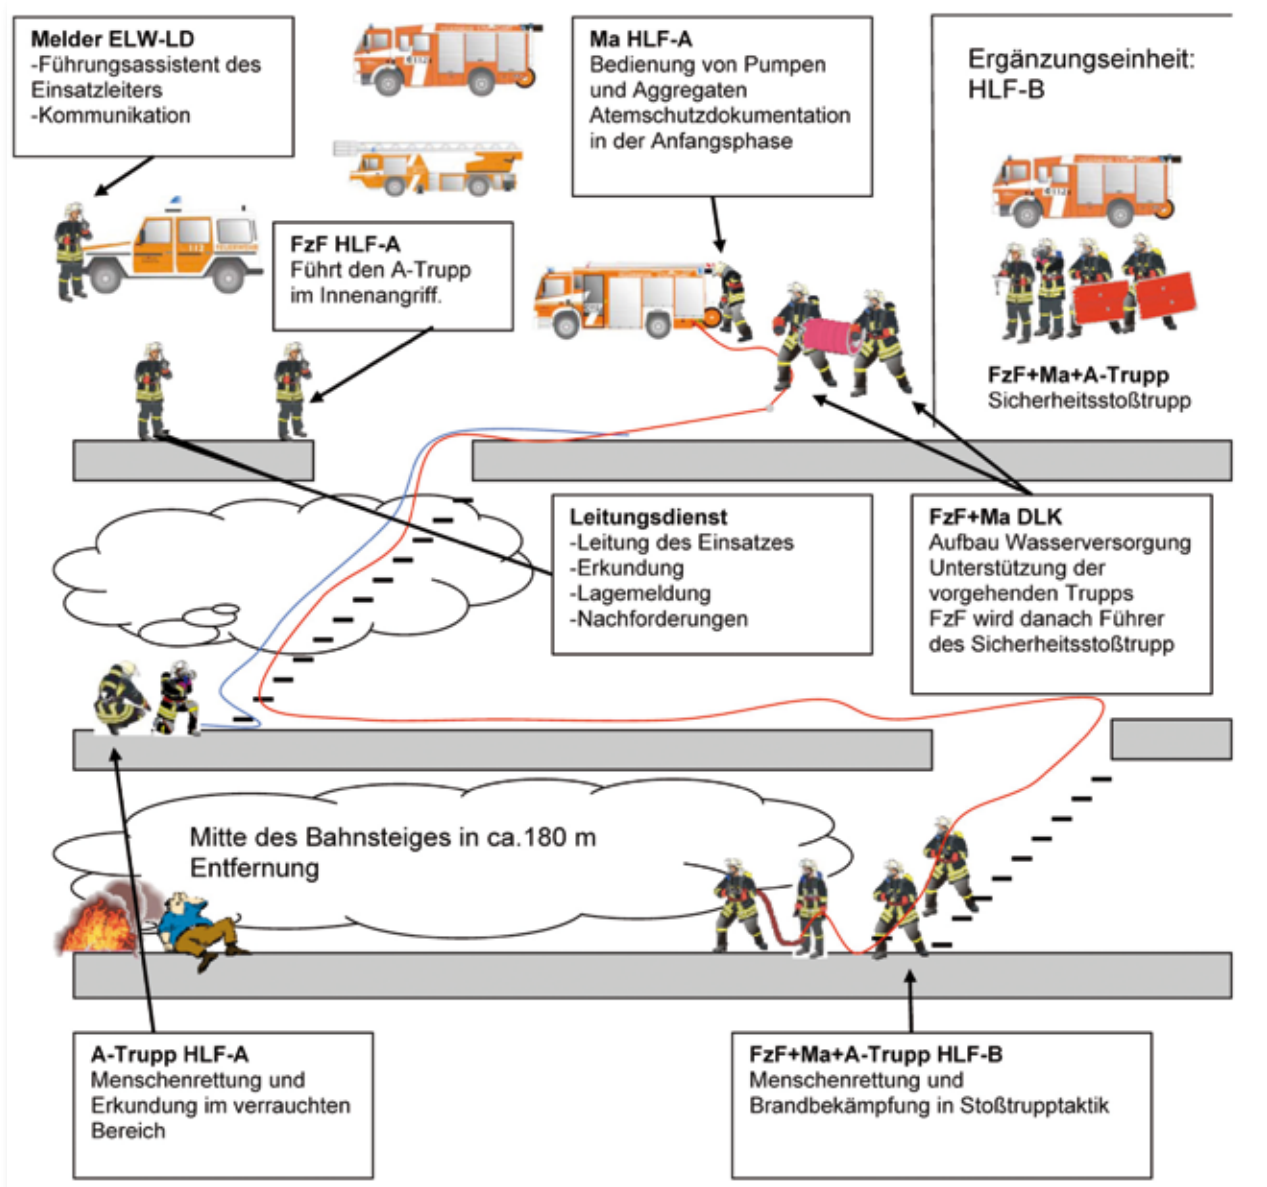 Melder ELW-LD
-Führungsassistent des
Einsatzleiters
-Kommunikation
Ma HLF-A
Bedienung von Pumpen
und Aggregaten
Atemschutzdokumentation
in der Anfangsphase
Ergänzungseinheit:
HLF-B
FzF HLF-A
Führt den A-Trupp
im Innenangriff.
112
FEUERWEHR
112
112
FzF+Ma+A-Trupp
Sicherheitsstoßtrupp
Leitungsdienst
-Leitung des Einsatzes
-Erkundung
-Lagemeldung
-Nachforderungen
FzF+Ma DLK
Aufbau Wasserversorgung
Unterstützung der
vorgehenden Trupps
FzF wird danach Führer
des Sicherheitsstoßtrupp
Mitte des Bahnsteiges in ca.180 m
Entfernung
A-Trupp HLF-A
Menschenrettung und
Erkundung im verrauchten
Bereich
FzF+Ma+A-Trupp HLF-B
Menschenrettung und
Brandbekämpfung in Stoßtrupptaktik